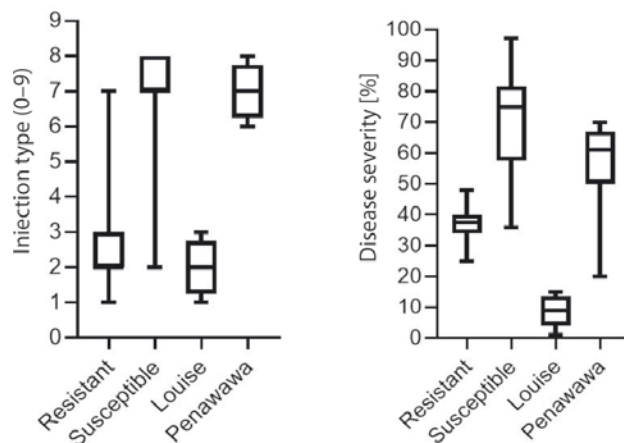 Iniection type (0–9)
9
8
7
6
5
4
3
2
1
0
Resistant
Susceptible
Louise
Penawawa
Disease severity [%]
100
90
80
70
60
50
40
30
20
10
0
Resistant
Susceptible
Louise
Penawawa